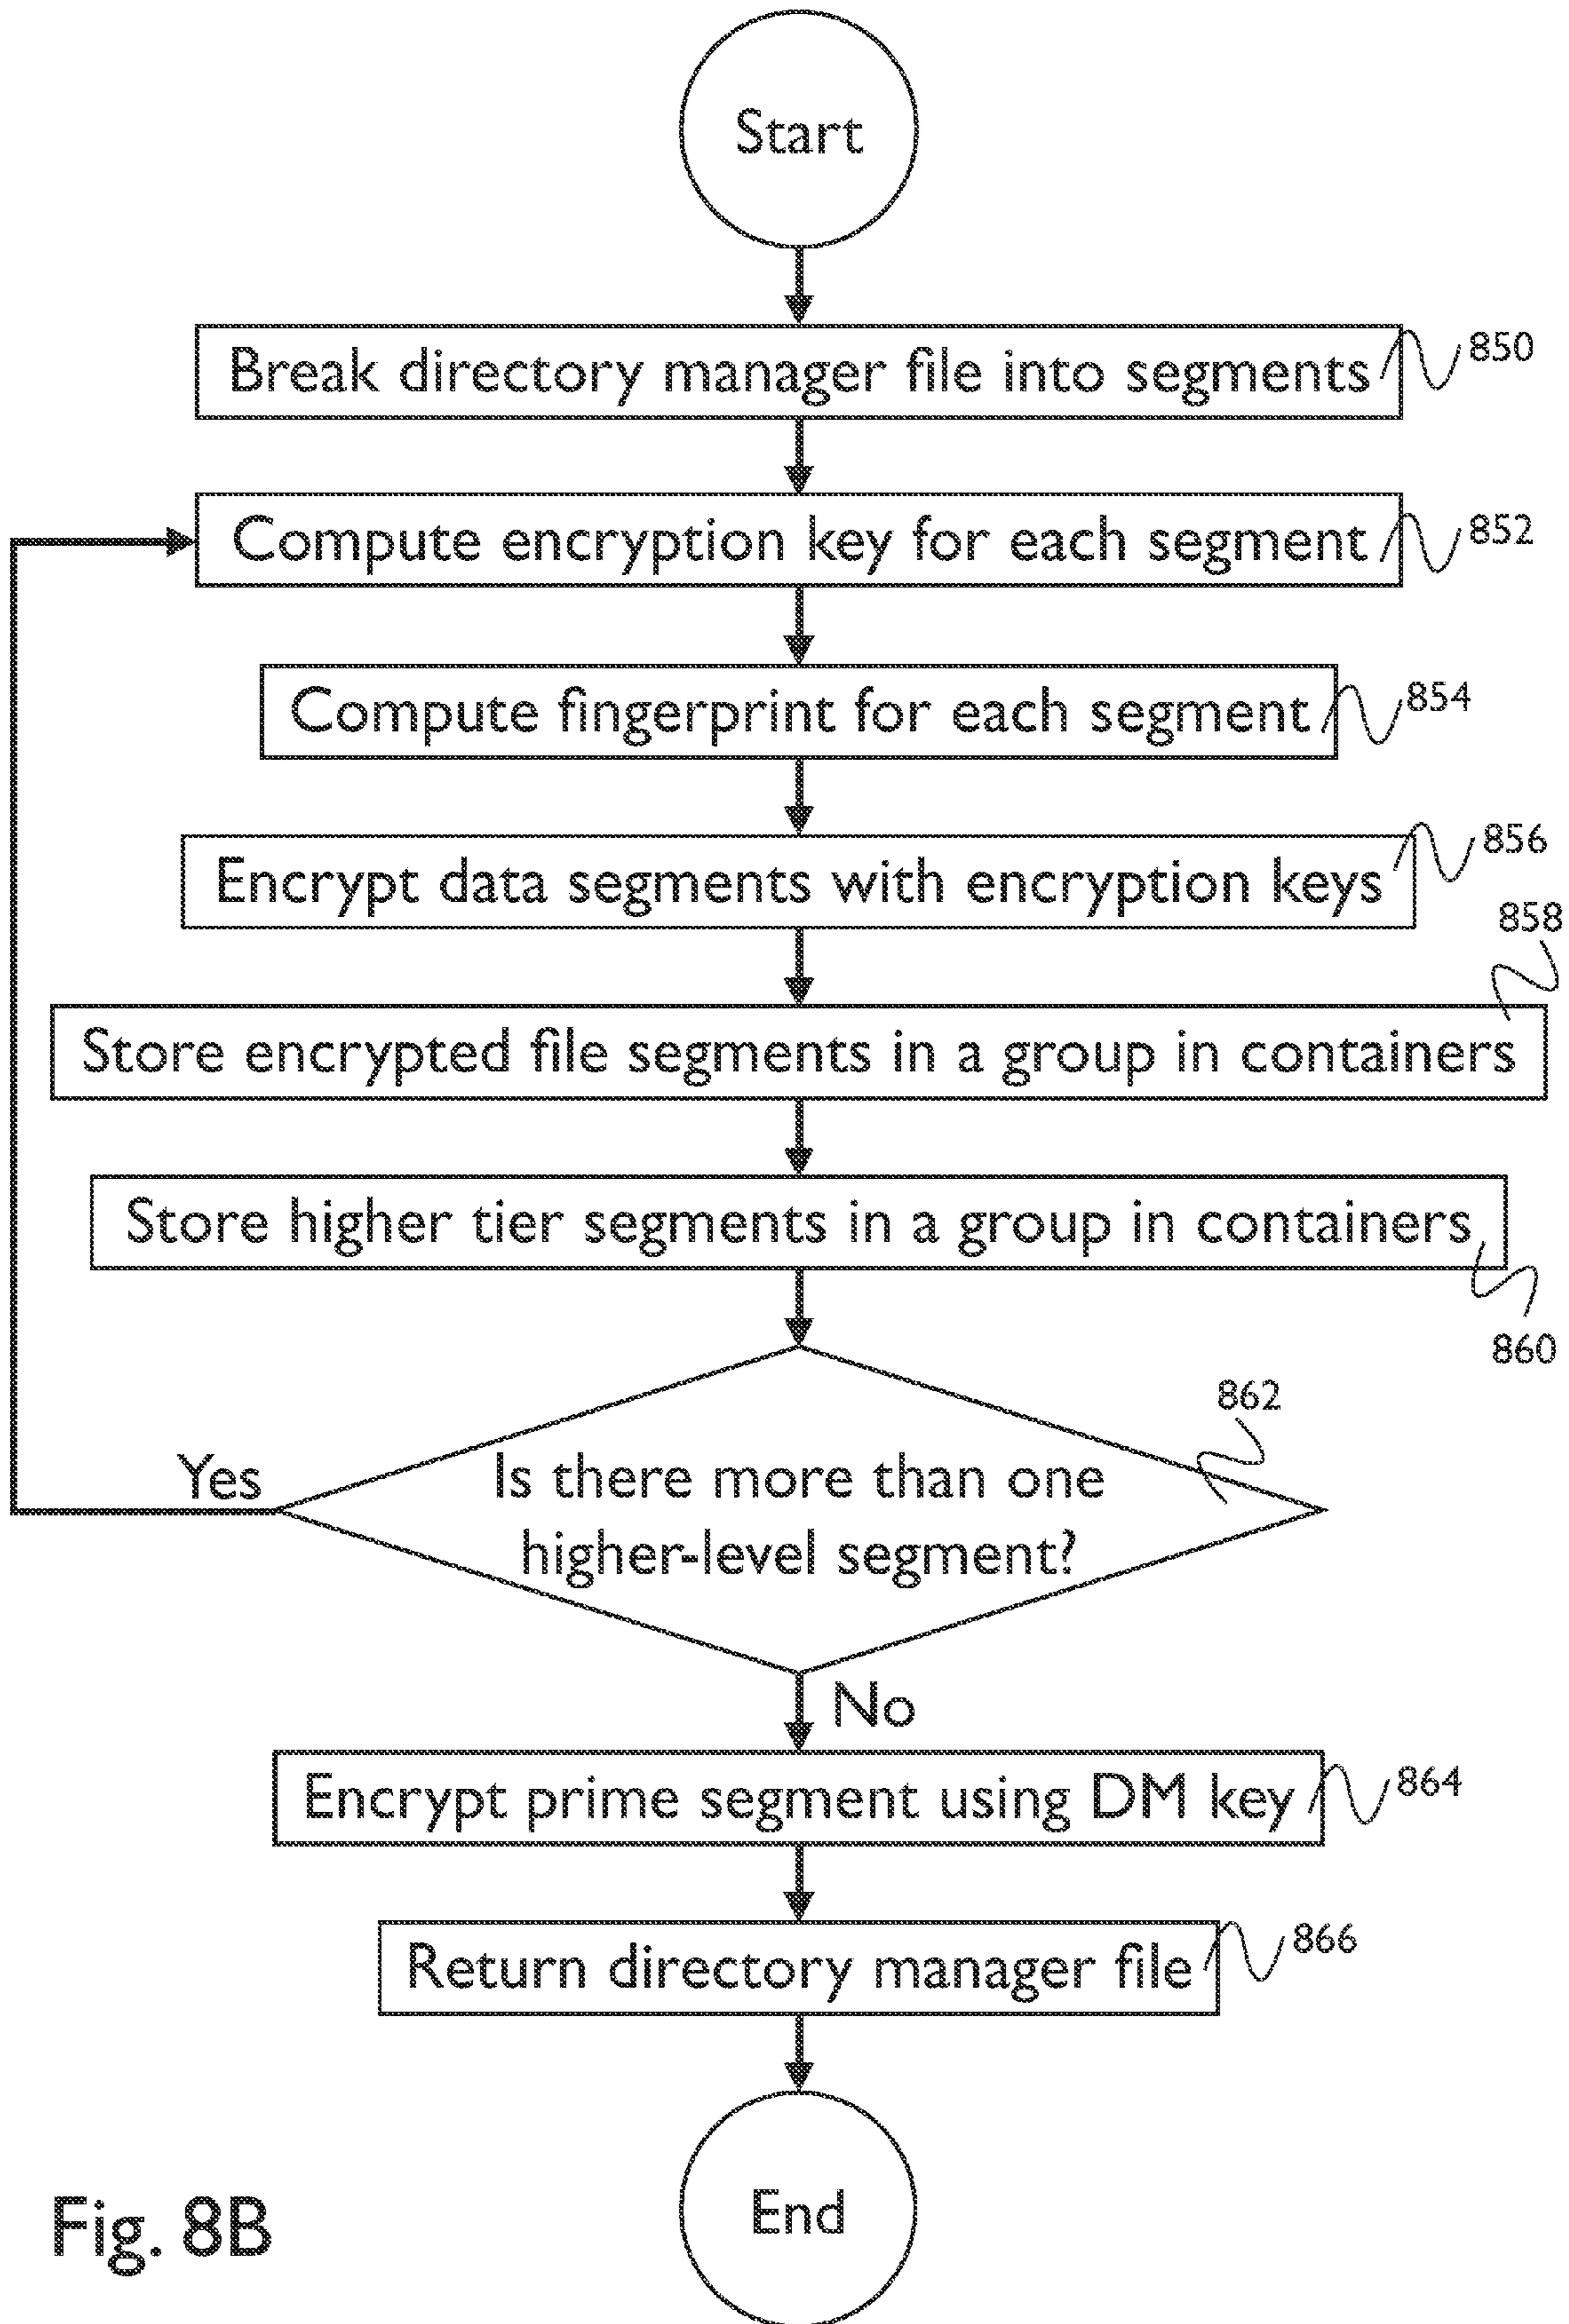 Start
Break directory manager file into segments
850
Compute encryption key for each segment
852
Compute fingerprint for each segment
854
Encrypt data segments with encryption keys
856
858
Store encrypted file segments in a group in containers
Store higher tier segments in a group in containers
860
862
Yes
Is there more than one
higher-level segment?
No
Encrypt prime segment using DM key
864
Return directory manager file
866
End
Fig. 8B